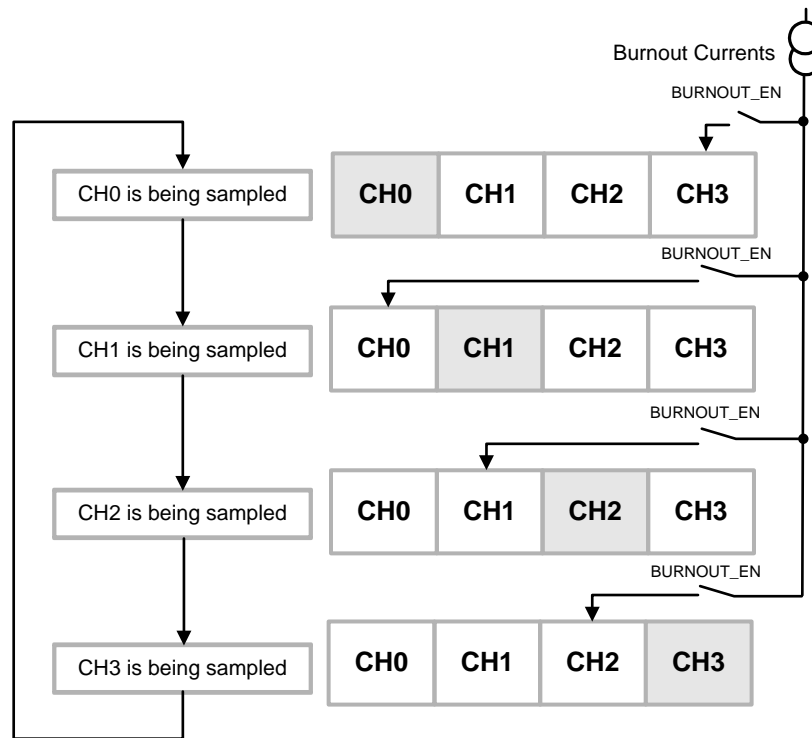 Burnout Currents
BURNOUT_EN
CH0 is being sampled
CH0 CH1 CH2 CH3
BURNOUT_EN
CH1 is being sampled
CH0 CH1 CH2 CH3
BURNOUT_EN
CH2 is being sampled
CH0 CH1 CH2 CH3
BURNOUT_EN
CH3 is being sampled
CH0 CH1 CH2 CH3